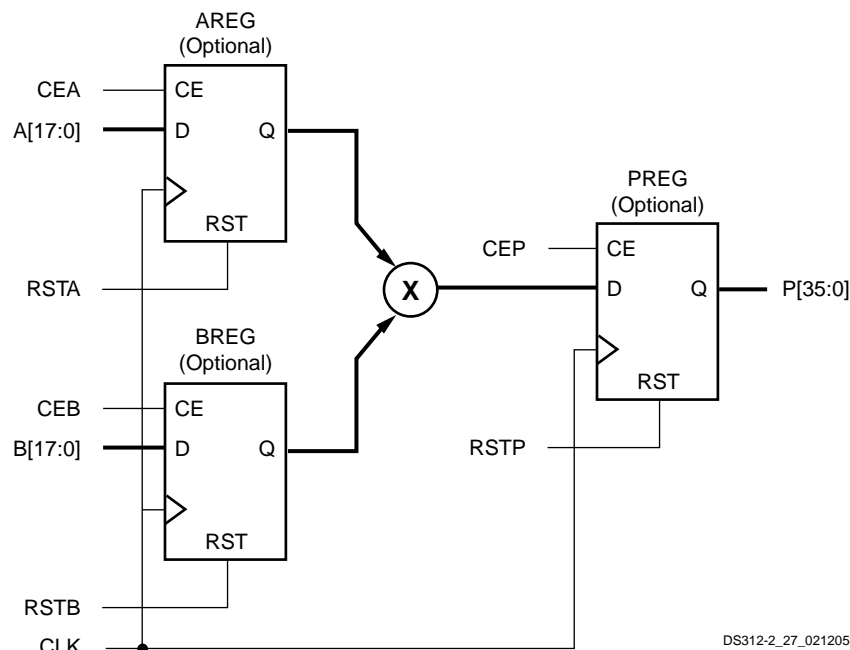 AREG
(Optional)
CEA
CE
A[17:0]
D
Q
RST
RSTA
PREG
(Optional)
CEP
CE
X
D
Q
P[35:0]
RST
RSTP
BREG
(Optional)
CEB
CE
B[17:0]
D
Q
RST
RSTB
CLK
DS312-2_27_021205